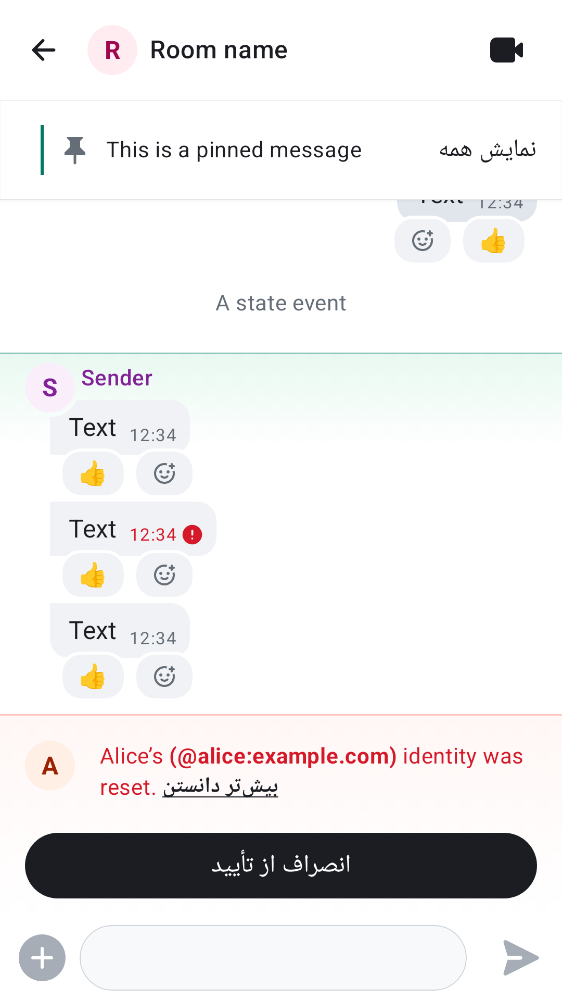 R Room name
This is a pinned message نمایش همه
Text 12:34
👍
A state event
S Sender
Text 12:34
👍
Text 12:34
👍
Text 12:34
👍
A Alice’s (@alice:example.com) identity was
reset. بیش‌تر دانستن
انصراف از تأیید